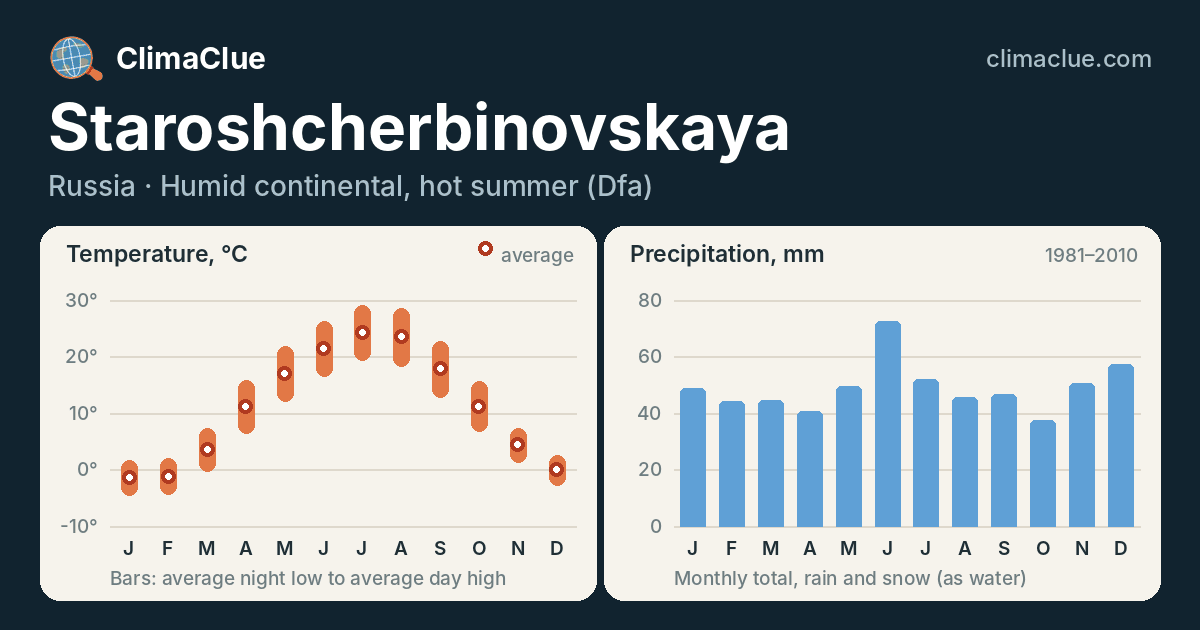 ClimaClue
climaclue.com
Staroshcherbinovskaya
Russia · Humid continental, hot summer (Dfa)
Temperature, °C
average
30°
20°
10°
0°
-10°
J F M A M J J A S O N D
Bars: average night low to average day high
Precipitation, mm
1981–2010
80
60
40
20
0
J F M A M J J A S O N D
Monthly total, rain and snow (as water)